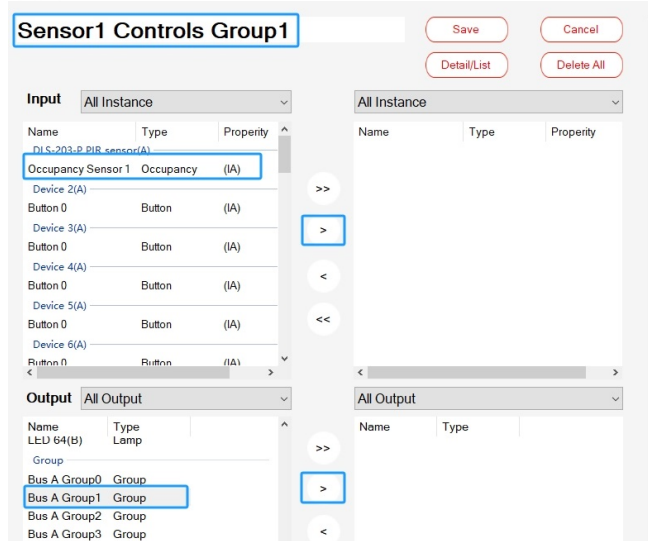 Sensor1 Controls Group1
Save
Cancel
Detail/List
Delete All
Input All Instance
All Instance
Name Type Properity
Name Type Properity
DLS-203-P PIR sensor(A)
Occupancy Sensor 1 Occupancy (IA)
Device 2(A)
>>
Button 0 Button (IA)
Device 3(A)
>
Button 0 Button (IA)
Device 4(A)
<
Button 0 Button (IA)
Device 5(A)
<<
Button 0 Button (IA)
Device 6(A)
Button 0 Button (IA)
Output All Output
All Output
Name Type
Name Type
LED 64(B) Lamp
>>
Group
Bus A Group0 Group
>
Bus A Group1 Group
Bus A Group2 Group
Bus A Group3 Group
<